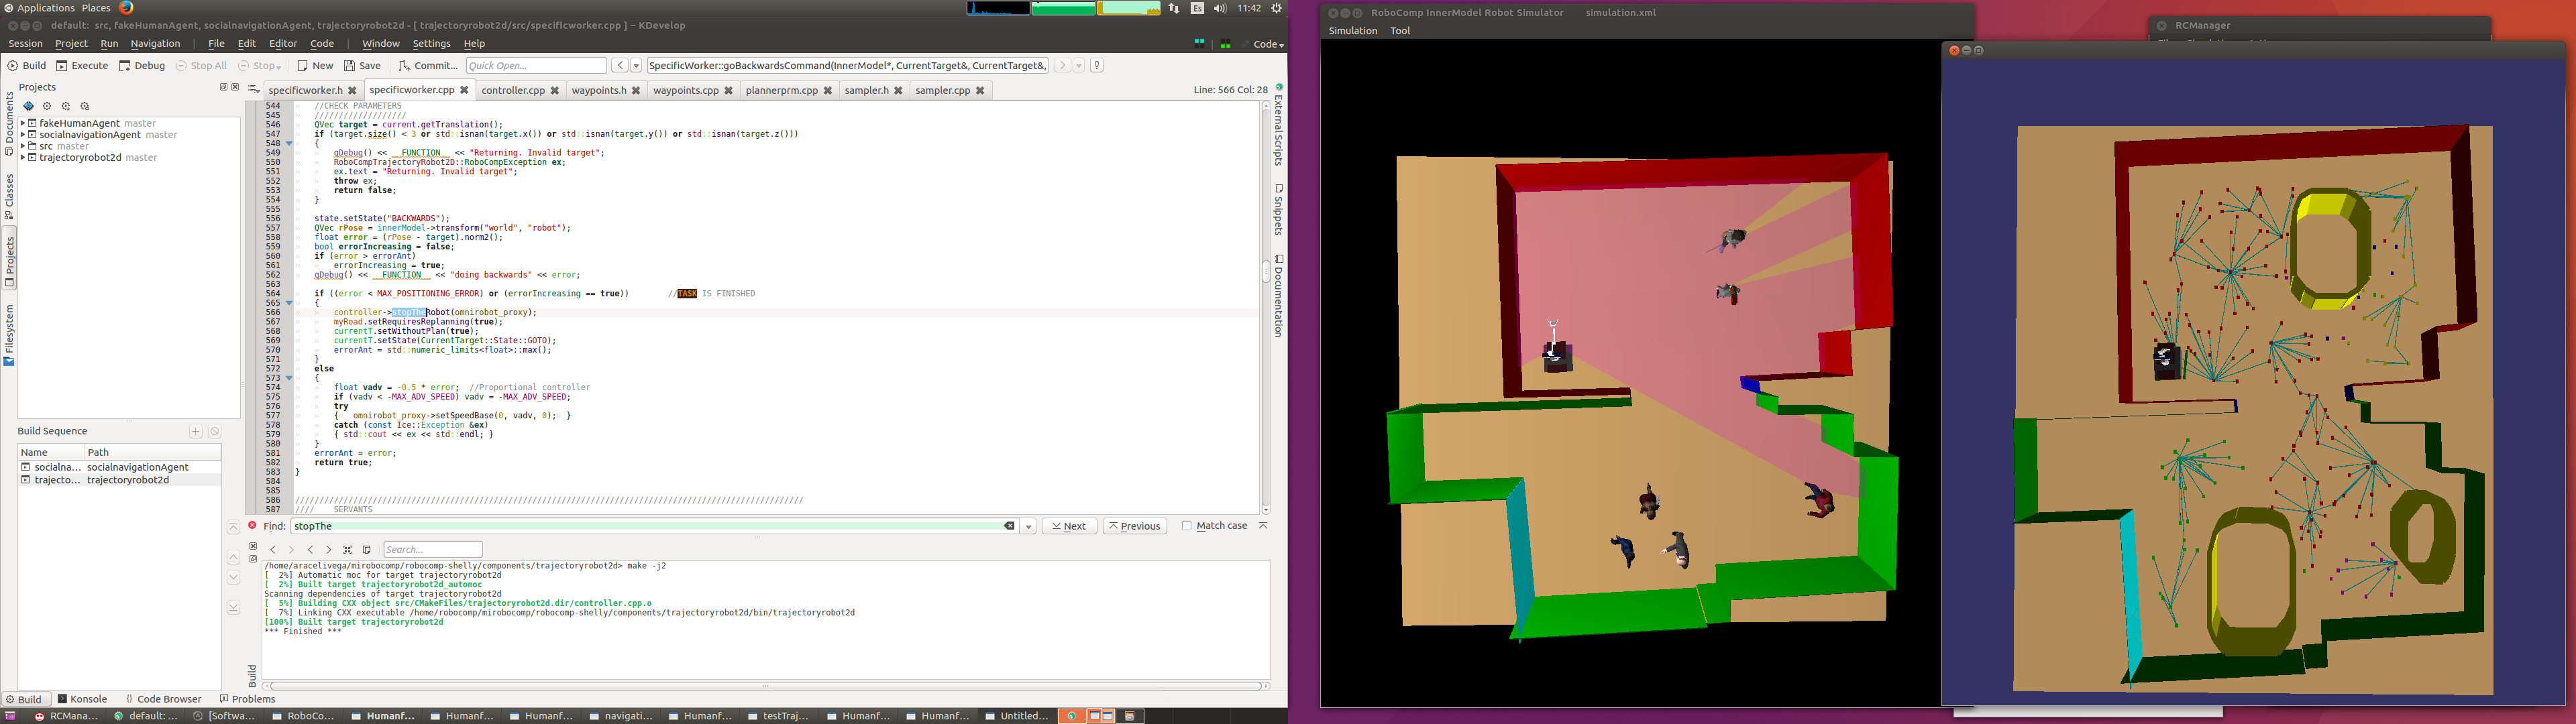 Applications Places
Es 11:42
default: src, fakeHumanAgent, socialnavigationAgent, trajectoryrobot2d - [ trajectoryrobot2d/src/specificworker.cpp ] – KDevelop
Session Project Run Navigation File Edit Editor Code Window Settings Help
Code
Build Execute Debug Stop All Stop New Save Commit... Quick Open... SpecificWorker::goBackwardsCommand(InnerModel*, CurrentTarget&, CurrentTarget&,
Projects
specificworker.h specificworker.cpp controller.cpp waypoints.h waypoints.cpp plannerprm.cpp sampler.h sampler.cpp
Line: 566 Col: 28
fakeHumanAgent master
socialnavigationAgent master
src master
trajectoryrobot2d master
Documents
Classes
Projects
Filesystem
544 //CHECK PARAMETERS
545 ///////////////////
546 QVec target = current.getTranslation();
547 if (target.size() < 3 or std::isnan(target.x()) or std::isnan(target.y()) or std::isnan(target.z()))
548 {
549 qDebug() << __FUNCTION__ << "Returning. Invalid target";
550 RoboCompTrajectoryRobot2D::RoboCompException ex;
551 ex.text = "Returning. Invalid target";
552 throw ex;
553 return false;
554 }
555
556 state.setState("BACKWARDS");
557 QVec rPose = innerModel->transform("world", "robot");
558 float error = (rPose - target).norm2();
559 bool errorIncreasing = false;
560 if (error > errorAnt)
561 errorIncreasing = true;
562 qDebug() << __FUNCTION__ << "doing backwards" << error;
563
564 if ((error < MAX_POSITIONING_ERROR) or (errorIncreasing == true)) //TASK IS FINISHED
565 {
566 controller->stopTheRobot(omnirobot_proxy);
567 myRoad.setRequiresReplanning(true);
568 currentT.setWithoutPlan(true);
569 currentT.setState(CurrentTarget::State::GOTO);
570 errorAnt = std::numeric_limits<float>::max();
571 }
572 else
573 {
574 float vadv = -0.5 * error; //Proportional controller
575 if (vadv < -MAX_ADV_SPEED) vadv = -MAX_ADV_SPEED;
576 try
577 { omnirobot_proxy->setSpeedBase(0, vadv, 0); }
578 catch (const Ice::Exception &ex)
579 { std::cout << ex << std::endl; }
580 }
581 errorAnt = error;
582 return true;
583 }
584
585
586 //////////////////////////////////////////////////////////////////////////////////////////////////////////
587 //// SERVANTS
External Scripts
Snippets
Documentation
Build Sequence
Name Path
socialna... socialnavigationAgent
trajecto... trajectoryrobot2d
Find: stopThe Next Previous Match case
Search...
/home/aracelivega/mirobocomp/robocomp-shelly/components/trajectoryrobot2d> make -j2
[ 2%] Automatic moc for target trajectoryrobot2d
[ 2%] Built target trajectoryrobot2d_automoc
Scanning dependencies of target trajectoryrobot2d
[ 5%] Building CXX object src/CMakeFiles/trajectoryrobot2d.dir/controller.cpp.o
[ 7%] Linking CXX executable /home/robocomp/mirobocomp/robocomp-shelly/components/trajectoryrobot2d/bin/trajectoryrobot2d
[100%] Built target trajectoryrobot2d
*** Finished ***
Build
Build Konsole Code Browser Problems
RCMana... default: ... [Softwa... RoboCo... Humanf... Humanf... Humanf... navigati... Humanf... testTraj... Humanf... Humanf... Untitled...
RoboComp InnerModel Robot Simulator simulation.xml
Simulation Tool
RCManager